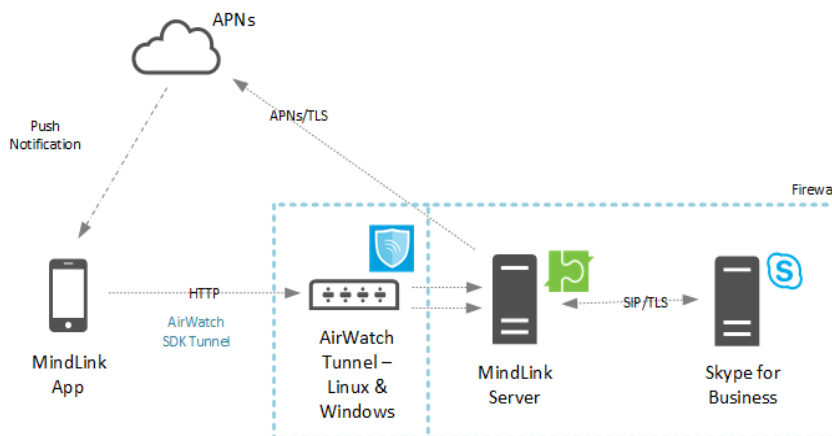 APNs
Push
Notification
APNs/TLS
Firewa
HTTP
AirWatch
SDK Tunnel
SIP/TLS
MindLink
App
AirWatch
Tunnel –
Linux &
Windows
MindLink
Server
Skype for
Business